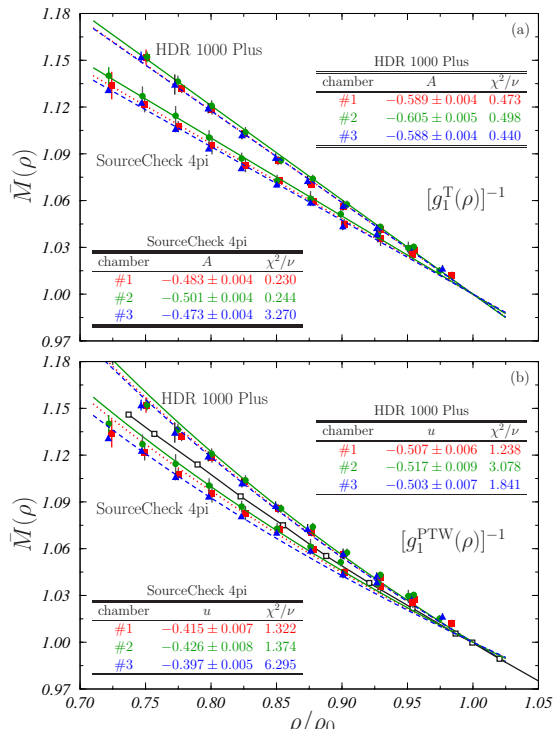 1.18
1.15
1.12
1.09
1.06
1.03
1.00
0.97
M̄(ρ)
(a)
HDR 1000 Plus
SourceCheck 4pi
HDR 1000 Plus
chamber A χ²/ν
#1 −0.589 ± 0.004 0.473
#2 −0.605 ± 0.005 0.498
#3 −0.588 ± 0.004 0.440
[g₁ᵀ(ρ)]⁻¹
SourceCheck 4pi
chamber A χ²/ν
#1 −0.483 ± 0.004 0.230
#2 −0.501 ± 0.004 0.244
#3 −0.473 ± 0.004 3.270
1.18
1.15
1.12
1.09
1.06
1.03
1.00
0.97
M̄(ρ)
(b)
HDR 1000 Plus
SourceCheck 4pi
HDR 1000 Plus
chamber u χ²/ν
#1 −0.507 ± 0.006 1.238
#2 −0.517 ± 0.009 3.078
#3 −0.503 ± 0.007 1.841
[g₁ᴾᵀᵂ(ρ)]⁻¹
SourceCheck 4pi
chamber u χ²/ν
#1 −0.415 ± 0.007 1.322
#2 −0.426 ± 0.008 1.374
#3 −0.397 ± 0.005 6.295
0.70 0.75 0.80 0.85 0.90 0.95 1.00 1.05
ρ/ρ₀